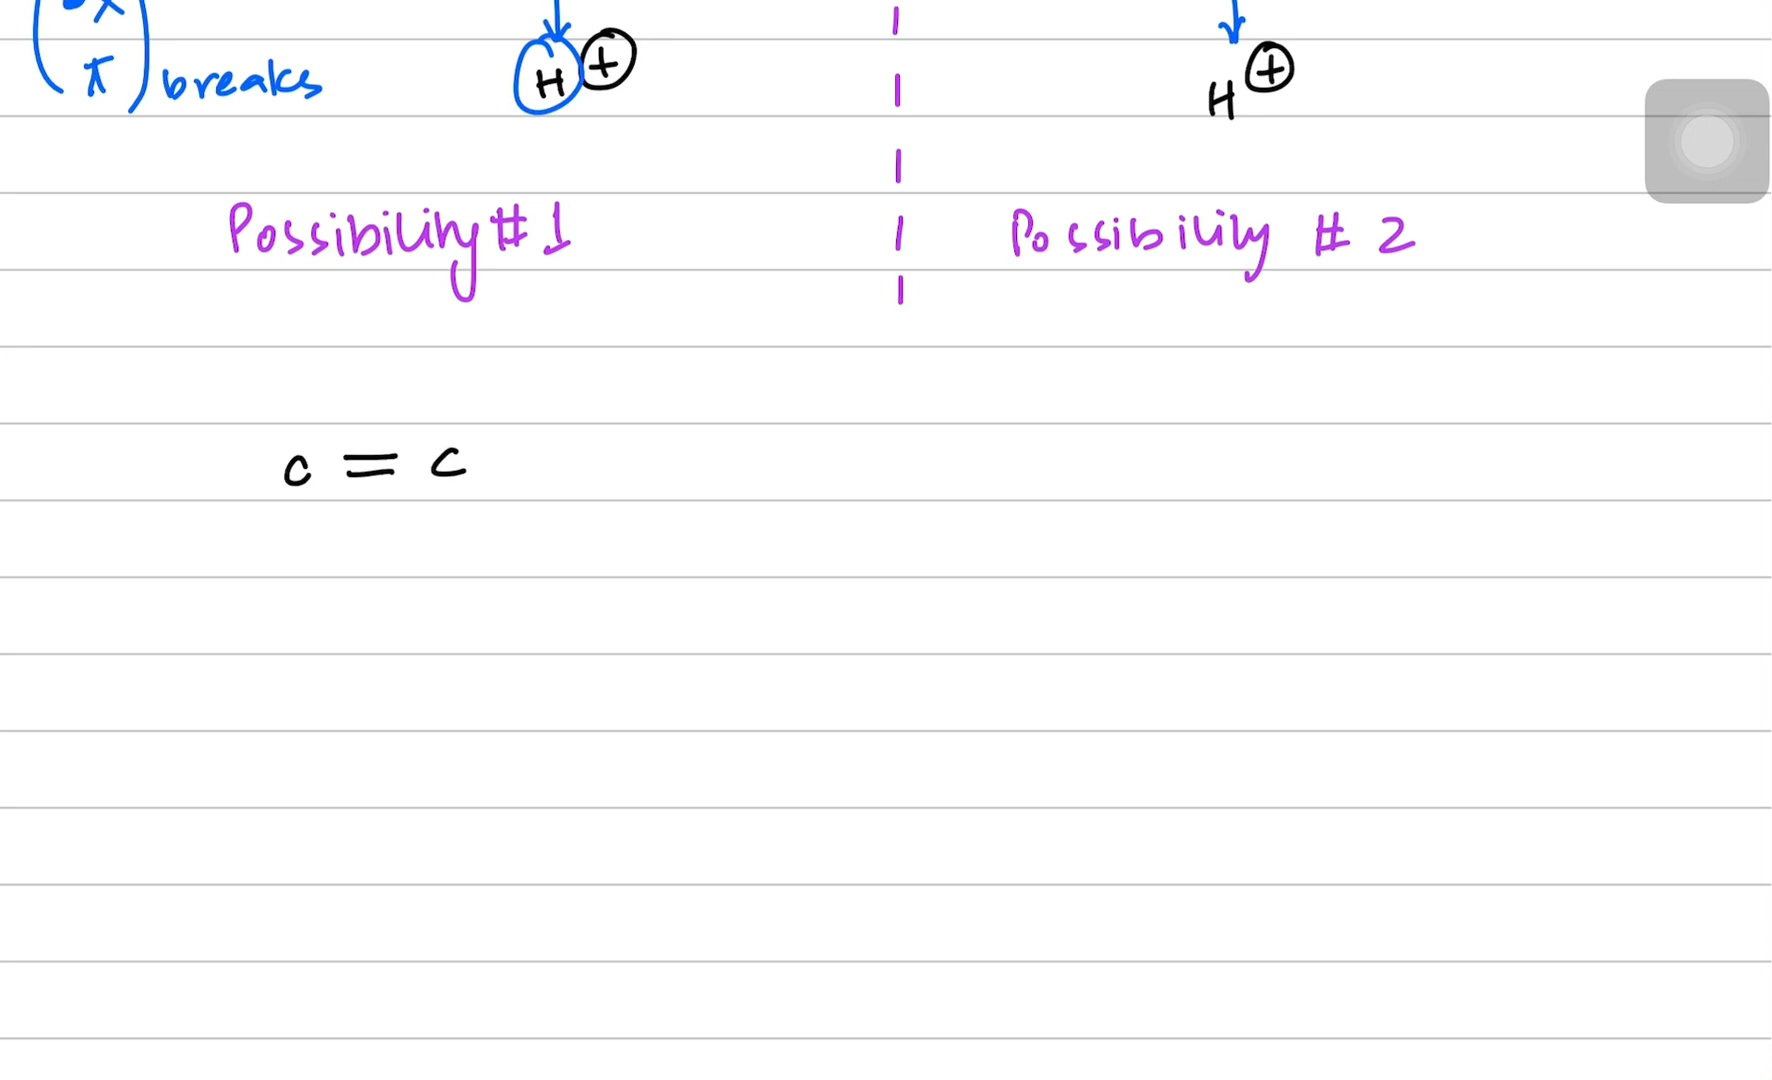 π breaks H + H +
Possibility # 1 Possibility # 2
c = c